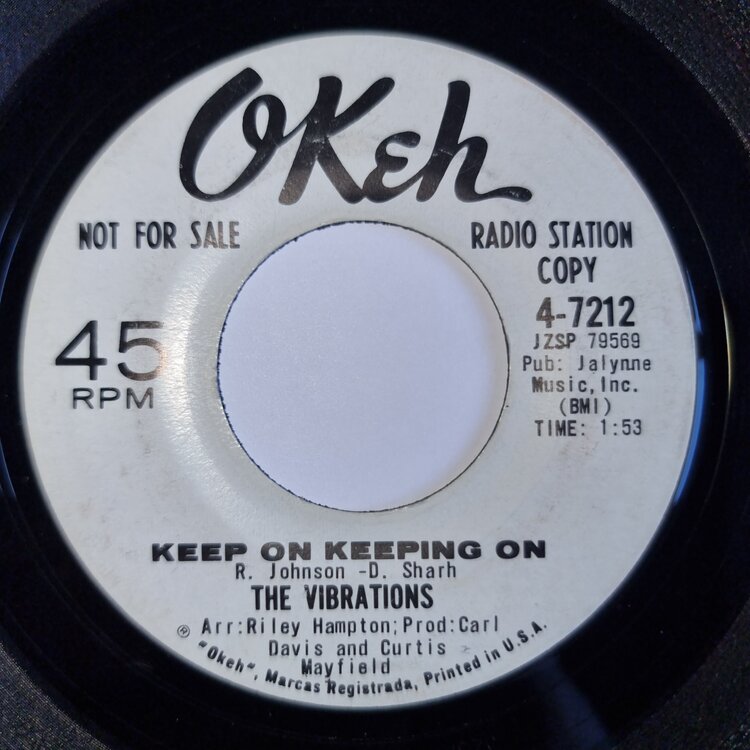 OKeh
NOT FOR SALE
RADIO STATION
COPY
45
RPM
4-7212
JZSP 79569
Pub: Jalynne
Music,Inc.
(BMI)
TIME: 1:53
KEEP ON KEEPING ON
R. Johnson -D. Sharh
THE VIBRATIONS
Arr:Riley Hampton;Prod:Carl
Davis and Curtis
Mayfield
® "Okeh", Marcas Registrada, Printed in U.S.A.